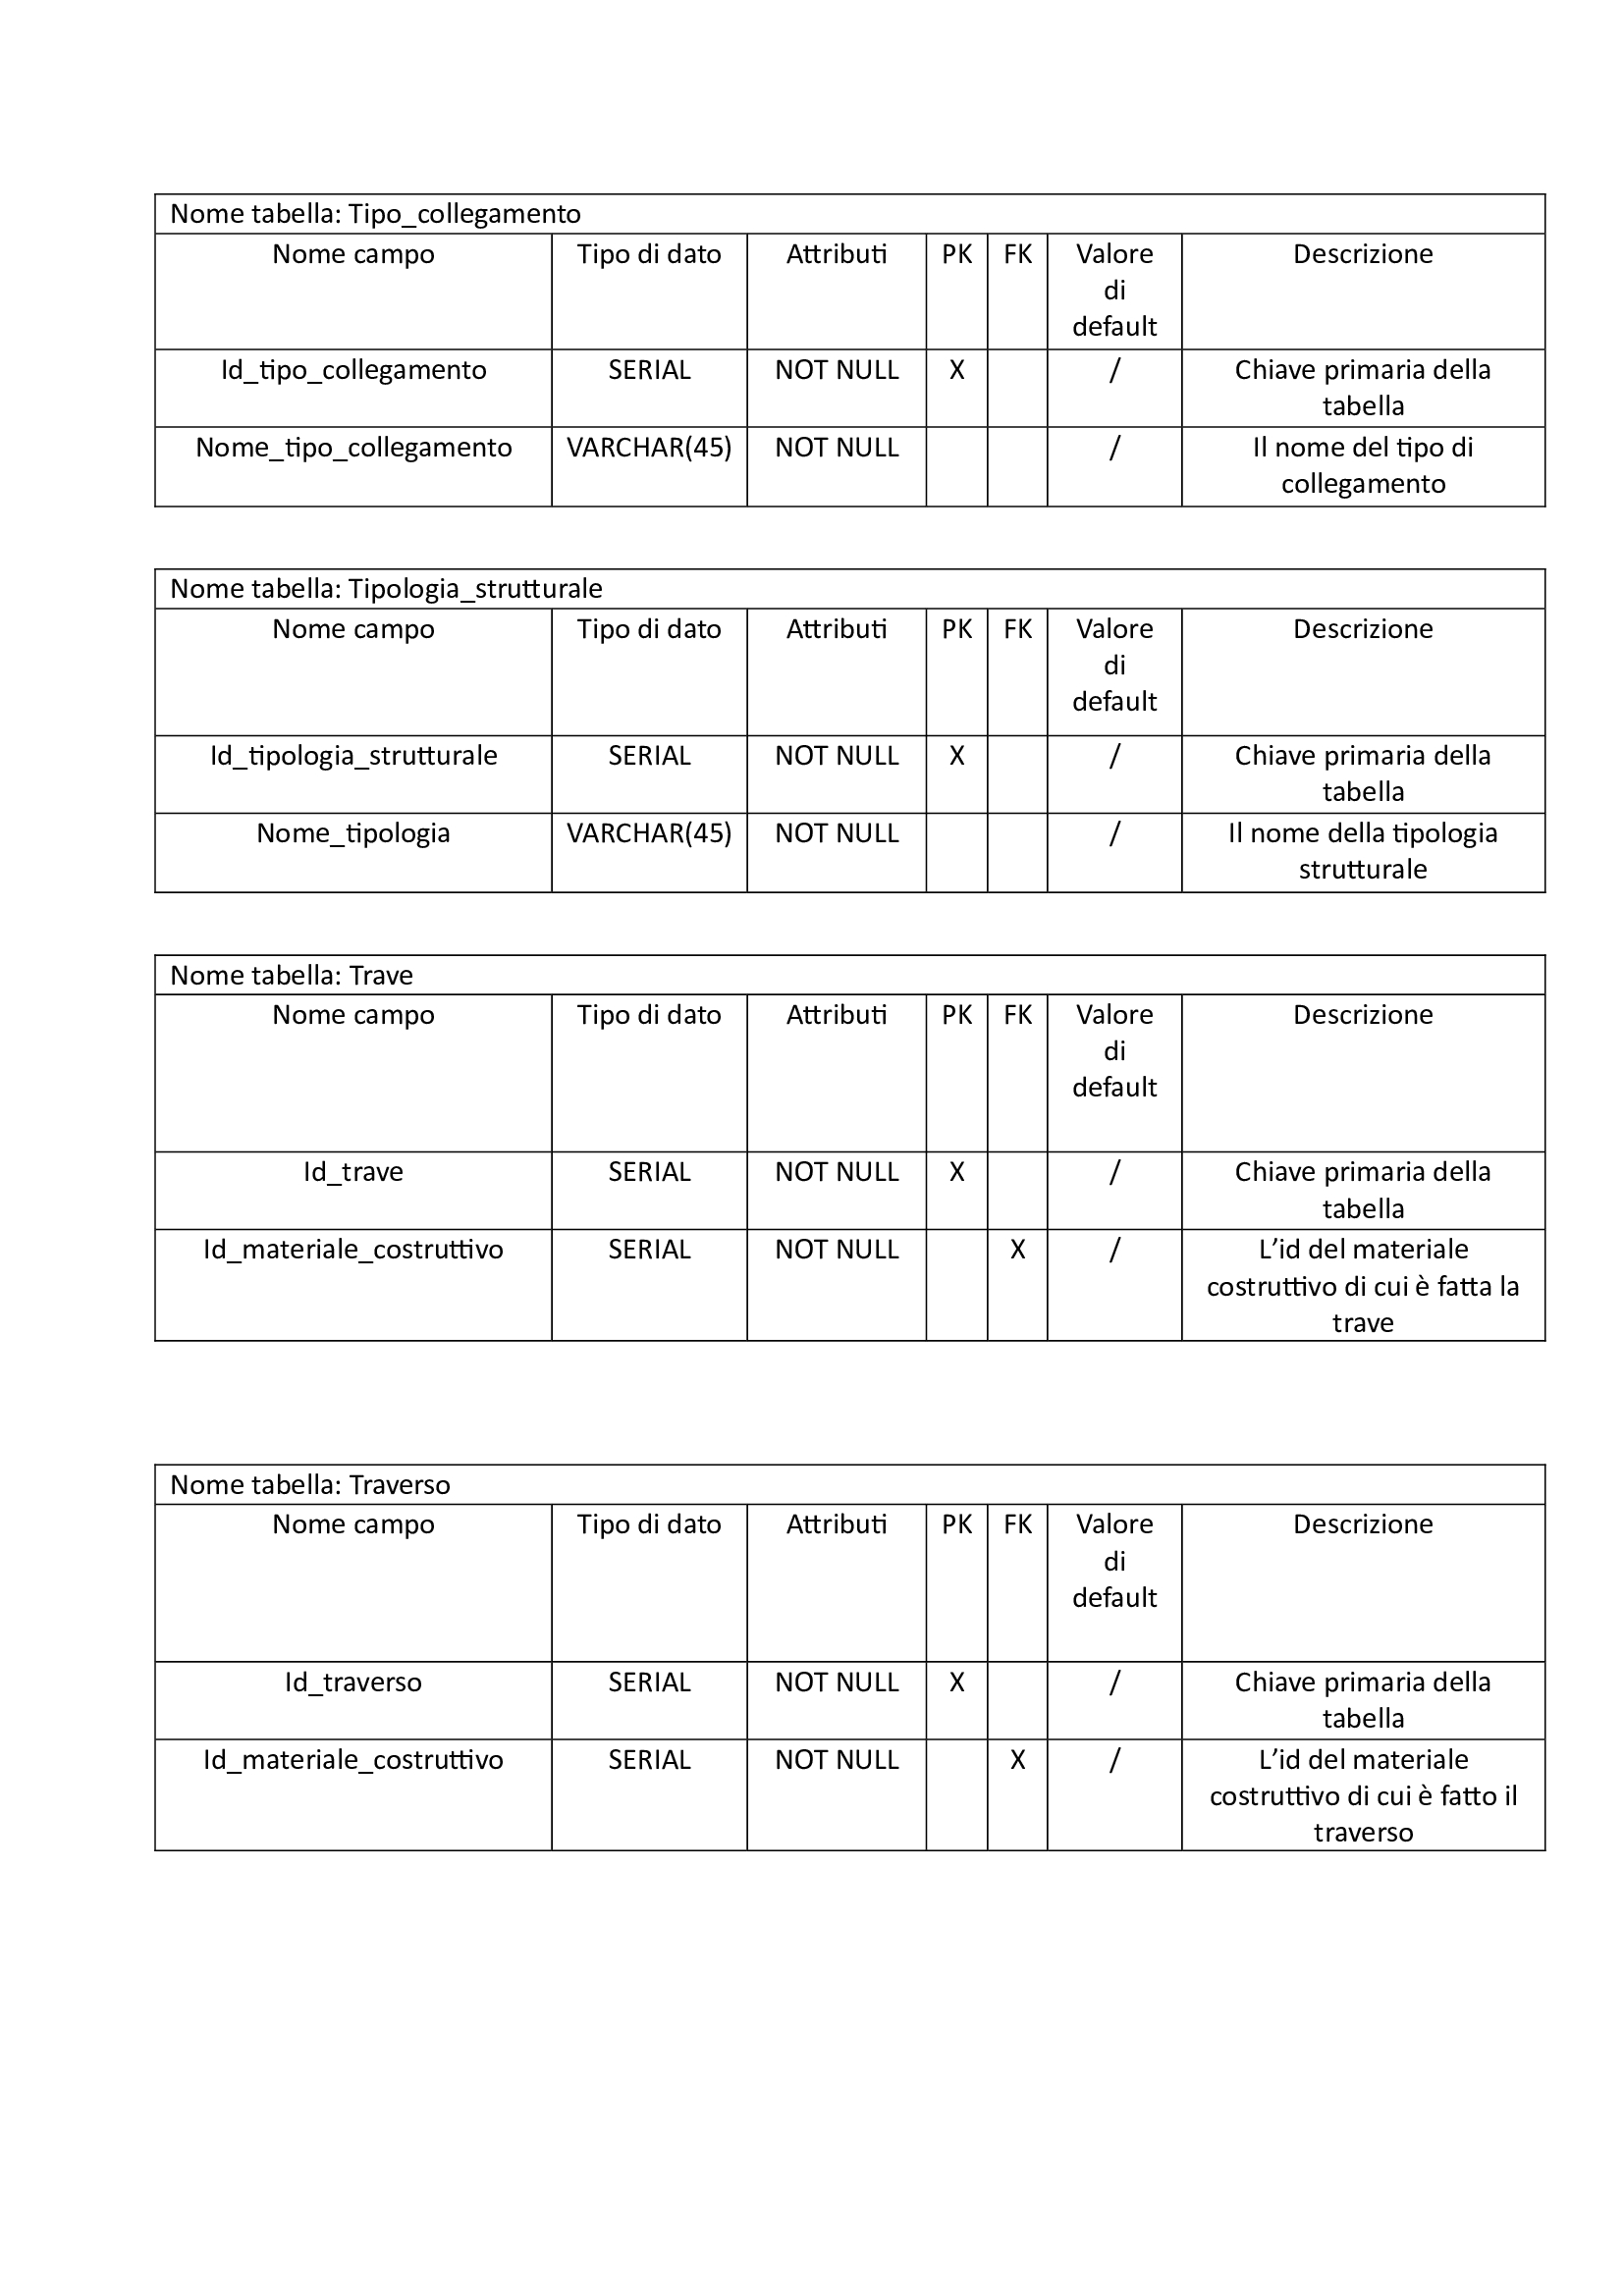 Nome tabella: Tipo_collegamento
Nome campo Tipo di dato Attributi PK FK Valore di default Descrizione
Id_tipo_collegamento SERIAL NOT NULL X / Chiave primaria della tabella
Nome_tipo_collegamento VARCHAR(45) NOT NULL / Il nome del tipo di collegamento
Nome tabella: Tipologia_strutturale
Nome campo Tipo di dato Attributi PK FK Valore di default Descrizione
Id_tipologia_strutturale SERIAL NOT NULL X / Chiave primaria della tabella
Nome_tipologia VARCHAR(45) NOT NULL / Il nome della tipologia strutturale
Nome tabella: Trave
Nome campo Tipo di dato Attributi PK FK Valore di default Descrizione
Id_trave SERIAL NOT NULL X / Chiave primaria della tabella
Id_materiale_costruttivo SERIAL NOT NULL X / L’id del materiale costruttivo di cui è fatta la trave
Nome tabella: Traverso
Nome campo Tipo di dato Attributi PK FK Valore di default Descrizione
Id_traverso SERIAL NOT NULL X / Chiave primaria della tabella
Id_materiale_costruttivo SERIAL NOT NULL X / L’id del materiale costruttivo di cui è fatto il traverso